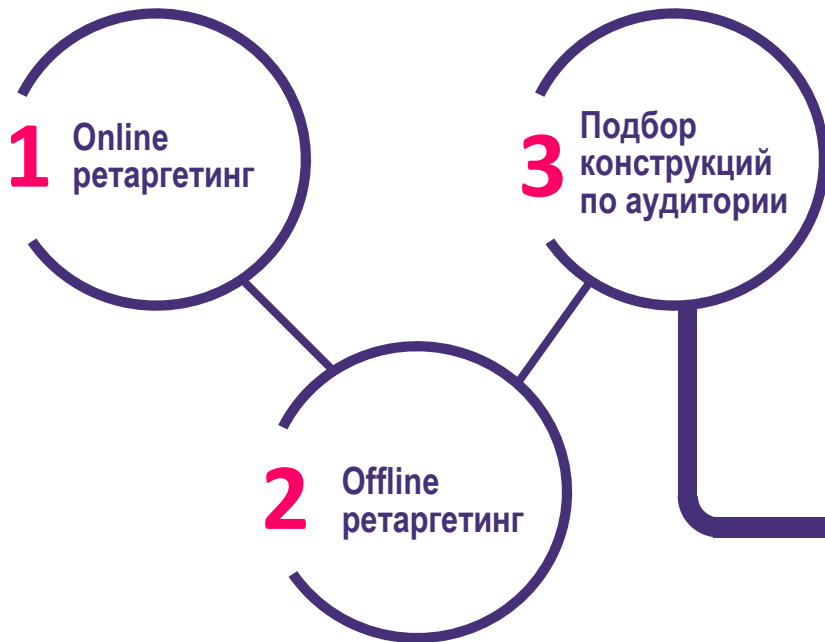 1
Online
ретаргетинг
3
Подбор
конструкций
по аудитории
2
Offline
ретаргетинг